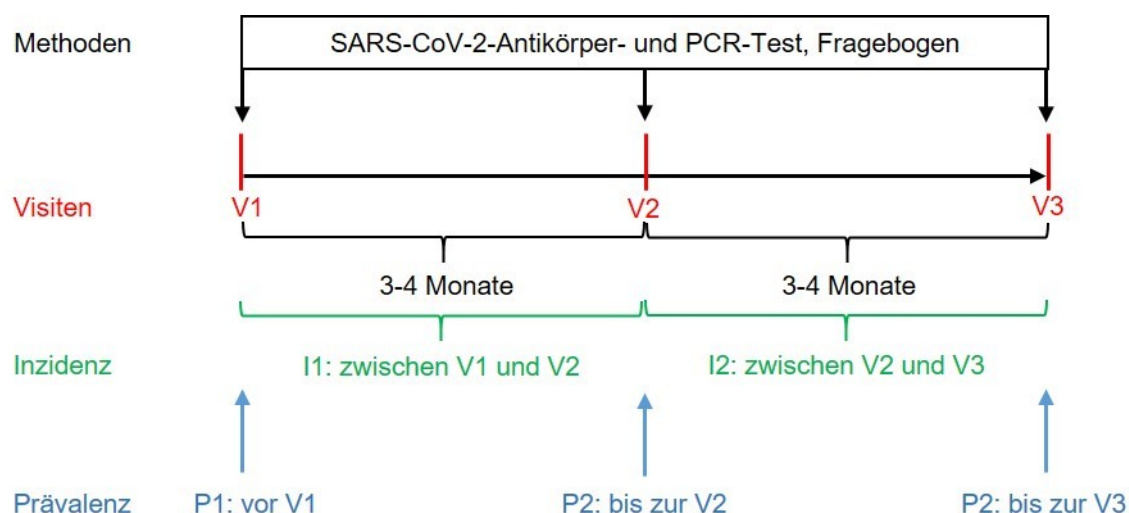 Methoden
SARS-CoV-2-Antikörper- und PCR-Test, Fragebogen
Visiten
V1
V2
V3
3-4 Monate
3-4 Monate
Inzidenz
I1: zwischen V1 und V2
I2: zwischen V2 und V3
Prävalenz
P1: vor V1
P2: bis zur V2
P2: bis zur V3